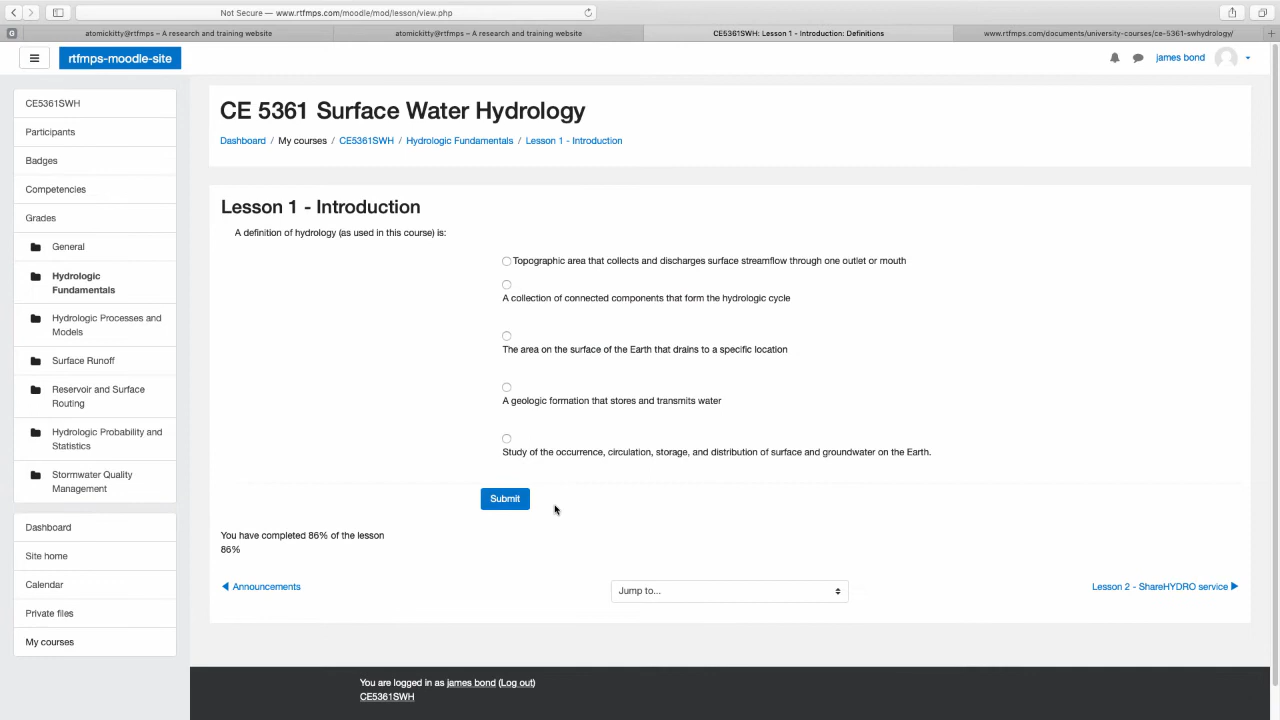 Not Secure — www.rtfmps.com/moodle/mod/lesson/view.php
atomickitty@rtfmps – A research and training website
atomickitty@rtfmps – A research and training website
CE5361SWH: Lesson 1 - Introduction: Definitions
www.rtfmps.com/documents/university-courses/ce-5361-swhydrology/
rtfmps-moodle-site
james bond
CE5361SWH
Participants
Badges
Competencies
Grades
General
Hydrologic
Fundamentals
Hydrologic Processes and
Models
Surface Runoff
Reservoir and Surface
Routing
Hydrologic Probability and
Statistics
Stormwater Quality
Management
Dashboard
Site home
Calendar
Private files
My courses
CE 5361 Surface Water Hydrology
Dashboard / My courses / CE5361SWH / Hydrologic Fundamentals / Lesson 1 - Introduction
Lesson 1 - Introduction
A definition of hydrology (as used in this course) is:
Topographic area that collects and discharges surface streamflow through one outlet or mouth
A collection of connected components that form the hydrologic cycle
The area on the surface of the Earth that drains to a specific location
A geologic formation that stores and transmits water
Study of the occurrence, circulation, storage, and distribution of surface and groundwater on the Earth.
Submit
You have completed 86% of the lesson
86%
Announcements
Jump to...
Lesson 2 - ShareHYDRO service
You are logged in as james bond (Log out)
CE5361SWH